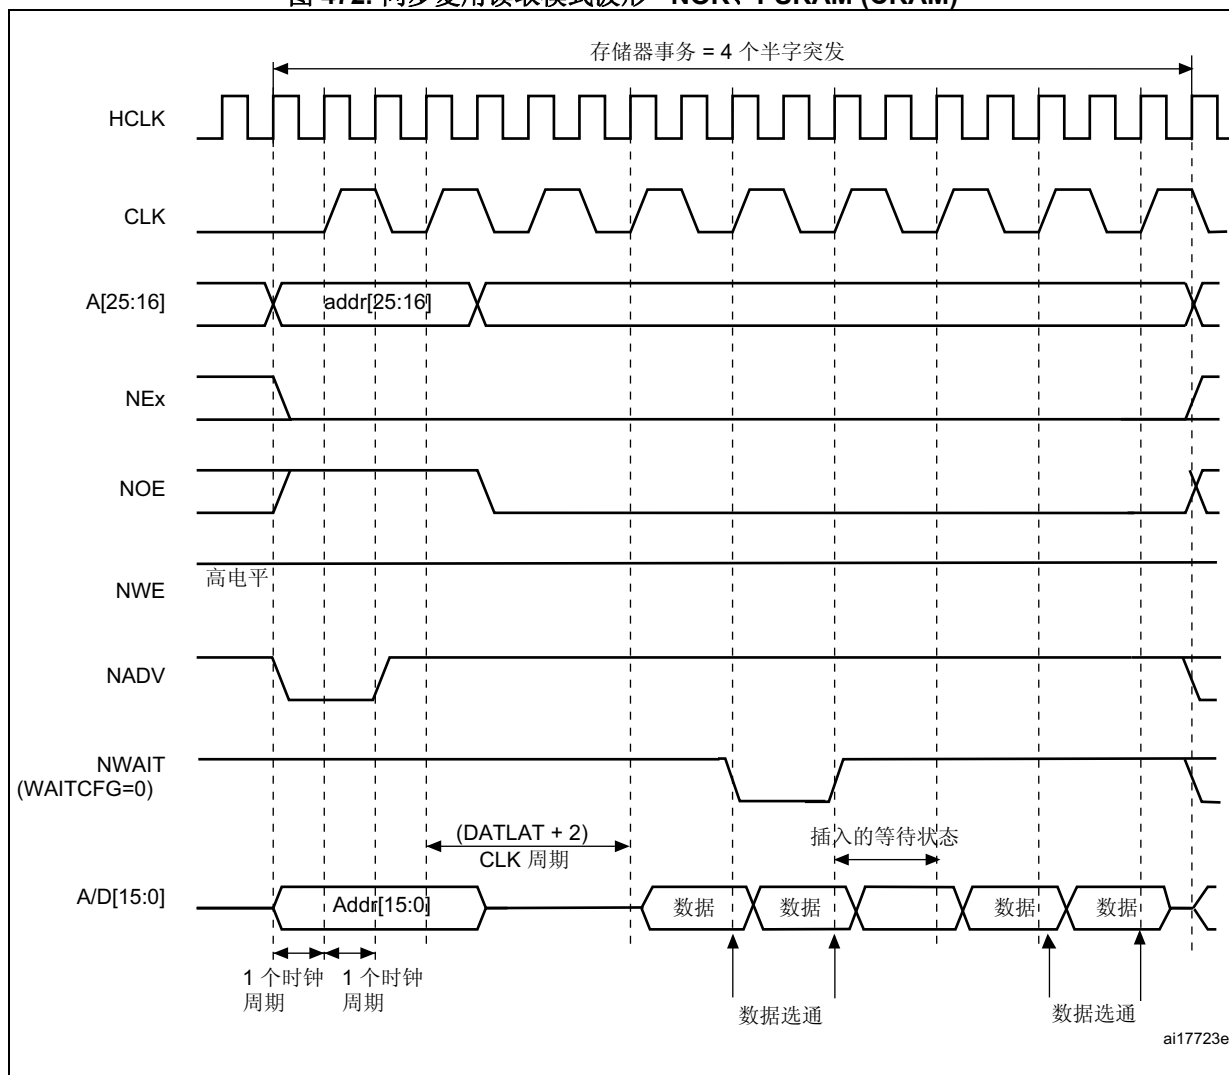 存储器事务 = 4 个半字突发
HCLK
CLK
A[25:16]
addr[25:16]
NEx
NOE
高电平
NWE
NADV
NWAIT
(WAITCFG=0)
(DATLAT + 2)
CLK 周期
插入的等待状态
A/D[15:0]
Addr[15:0]
数据
数据
数据
数据
1 个时钟
周期
1 个时钟
周期
数据选通
数据选通
ai17723e